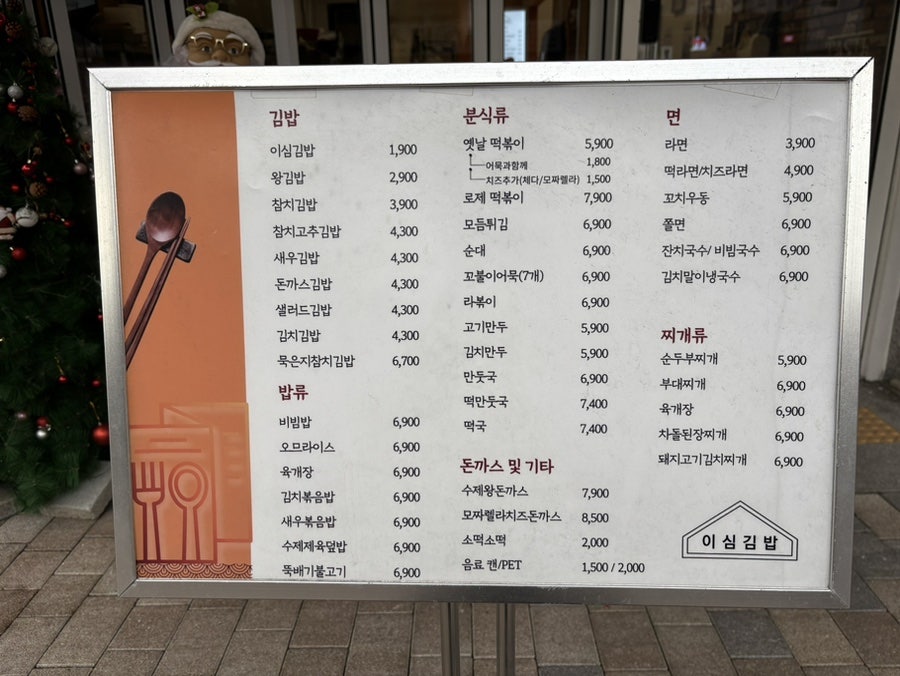 김밥
이심김밥 1,900
왕김밥 2,900
참치김밥 3,900
참치고추김밥 4,300
새우김밥 4,300
돈까스김밥 4,300
샐러드김밥 4,300
김치김밥 4,300
묵은지참치김밥 6,700
밥류
비빔밥 6,900
오므라이스 6,900
육개장 6,900
김치볶음밥 6,900
새우볶음밥 6,900
수제제육덮밥 6,900
뚝배기불고기 6,900
분식류
옛날 떡볶이 5,900
어묵과함께 1,800
치즈추가(체다/모짜렐라) 1,500
로제 떡볶이 7,900
모듬튀김 6,900
순대 6,900
꼬불이어묵(7개) 6,900
라볶이 6,900
고기만두 5,900
김치만두 5,900
만둣국 6,900
떡만둣국 7,400
떡국 7,400
돈까스 및 기타
수제왕돈까스 7,900
모짜렐라치즈돈까스 8,500
소떡소떡 2,000
음료 캔/PET 1,500 / 2,000
면
라면 3,900
떡라면/치즈라면 4,900
꼬치우동 5,900
쫄면 6,900
잔치국수/ 비빔국수 6,900
김치말이냉국수 6,900
찌개류
순두부찌개 5,900
부대찌개 6,900
육개장 6,900
차돌된장찌개 6,900
돼지고기김치찌개 6,900
이심김밥